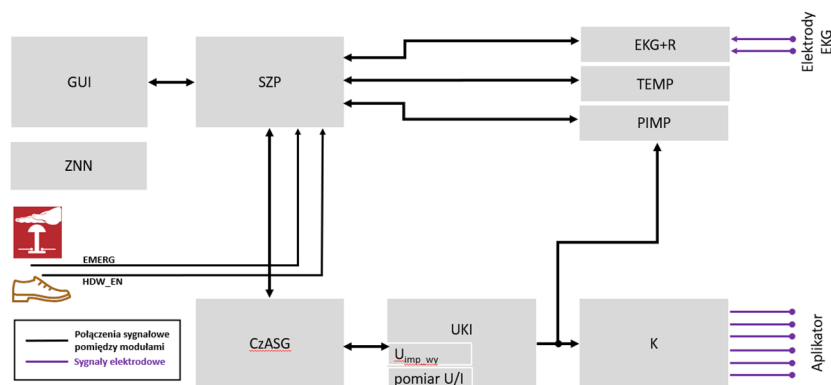 GUI
SZP
EKG+R
TEMP
PIMP
Elektrody
EKG
ZNN
EMERG
HDW_EN
Połączenia sygnałowe
pomiędzy modułami
Sygnały elektrodowe
CzASG
UKI
Uimp_wy
pomiar U/I
K
Aplikator